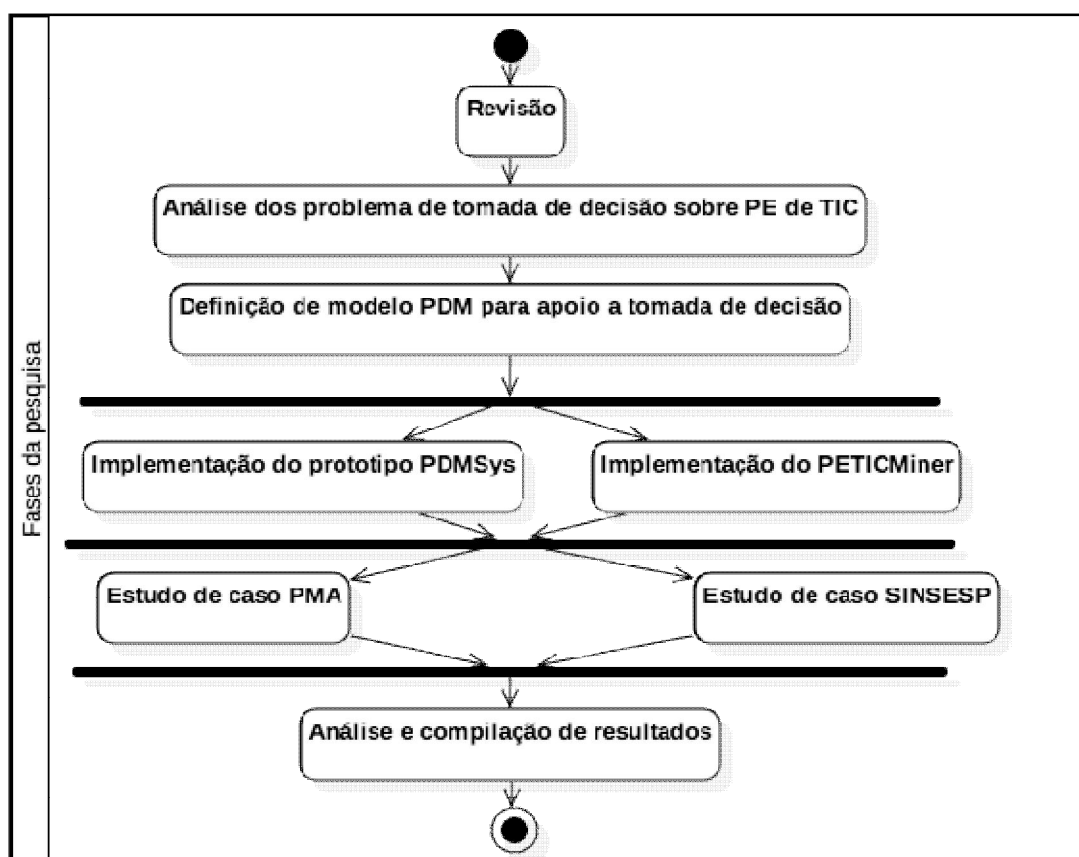 Fases da pesquisa
Revisão
Análise dos problema de tomada de decisão sobre PE de TIC
Definição de modelo PDM para apoio a tomada de decisão
Implementação do prototipo PDMSys
Implementação do PETICMiner
Estudo de caso PMA
Estudo de caso SINSESP
Análise e compilação de resultados